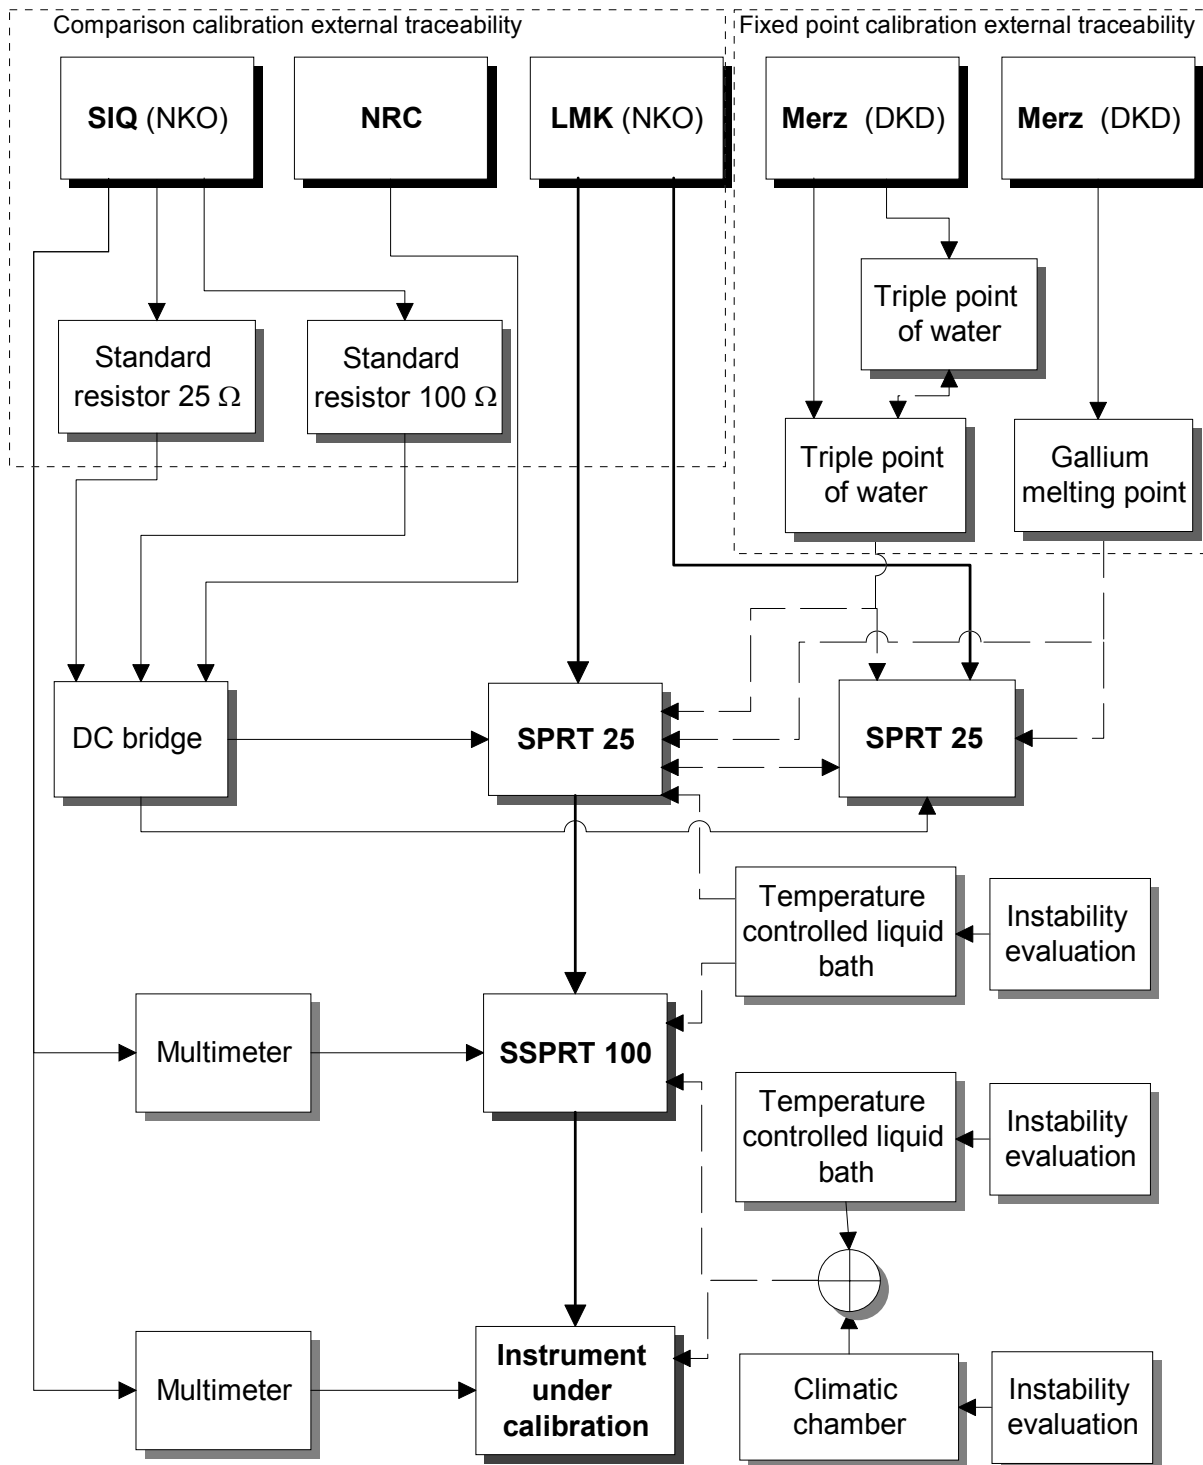 Comparison calibration external traceability
Fixed point calibration external traceability
SIQ (NKO)
NRC
LMK (NKO)
Merz (DKD)
Merz (DKD)
Triple point
of water
Standard
resistor 25 Ω
Standard
resistor 100 Ω
Triple point
of water
Gallium
melting point
DC bridge
SPRT 25
SPRT 25
Temperature
controlled liquid
bath
Instability
evaluation
Multimeter
SSPRT 100
Temperature
controlled liquid
bath
Instability
evaluation
Multimeter
Instrument
under
calibration
Climatic
chamber
Instability
evaluation